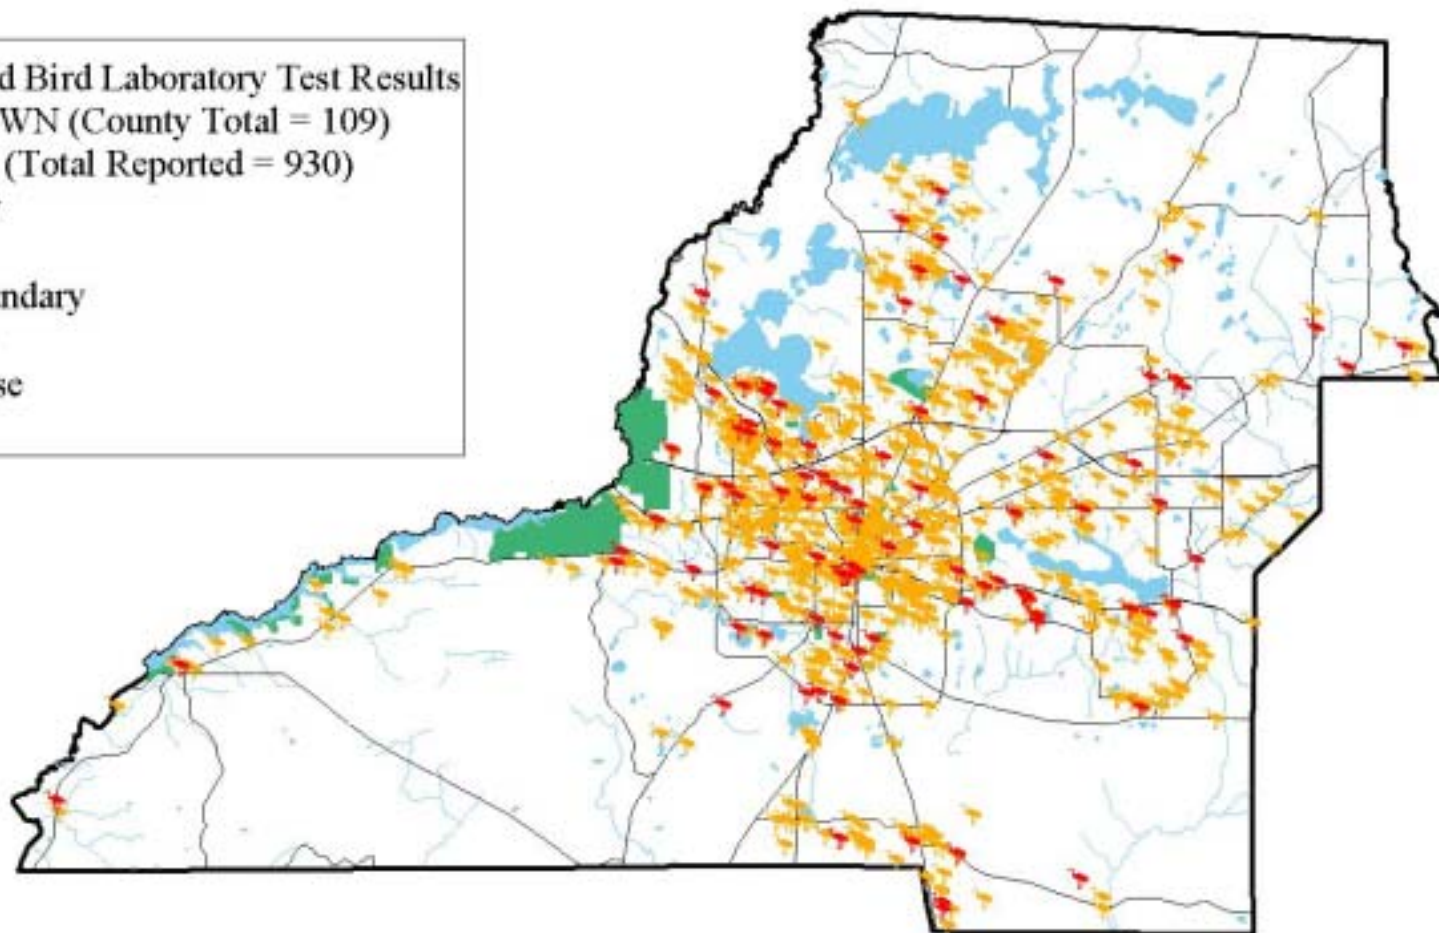 d Bird Laboratory Test Results
WN (County Total = 109)
(Total Reported = 930)
ndary
se